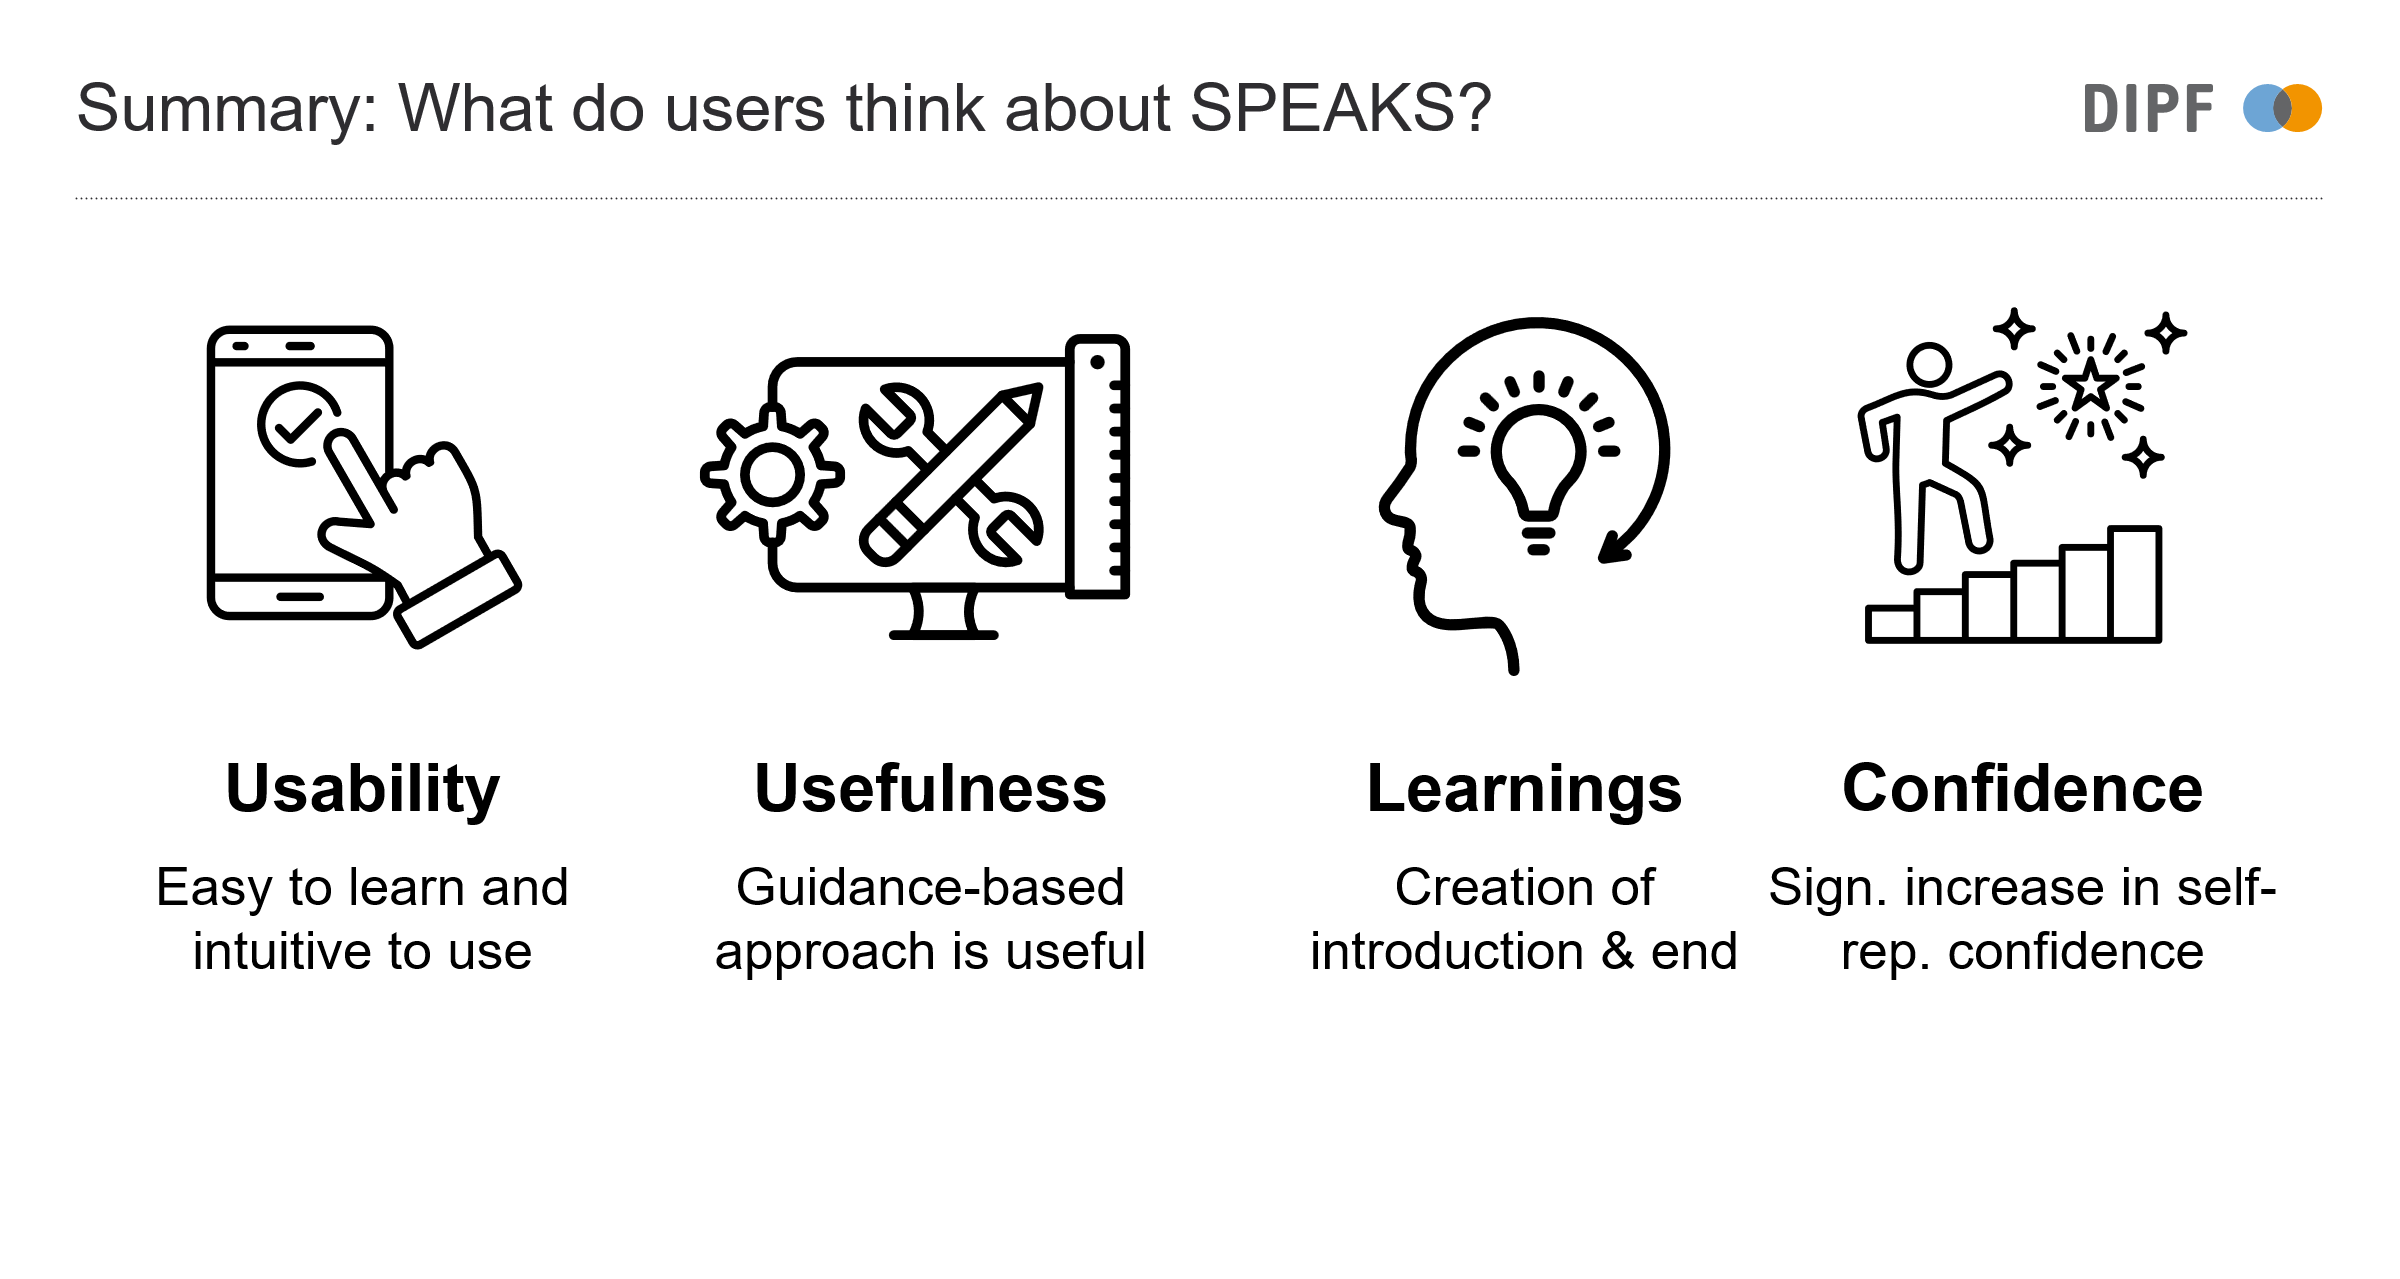 Summary: What do users think about SPEAKS?
DIPF
Usability
Easy to learn and
intuitive to use
Usefulness
Guidance-based
approach is useful
Learnings
Creation of
introduction & end
Confidence
Sign. increase in self-
rep. confidence